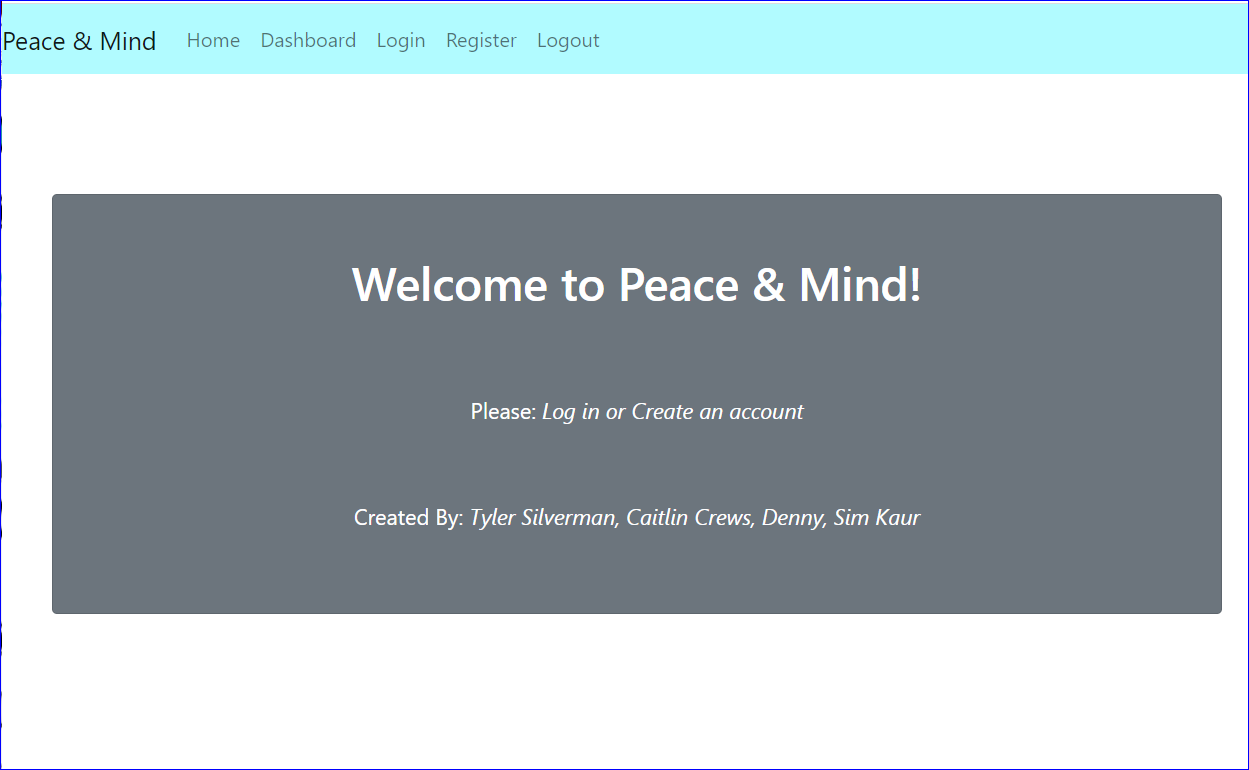 Peace & Mind Home Dashboard Login Register Logout
Welcome to Peace & Mind!
Please: Log in or Create an account
Created By: Tyler Silverman, Caitlin Crews, Denny, Sim Kaur